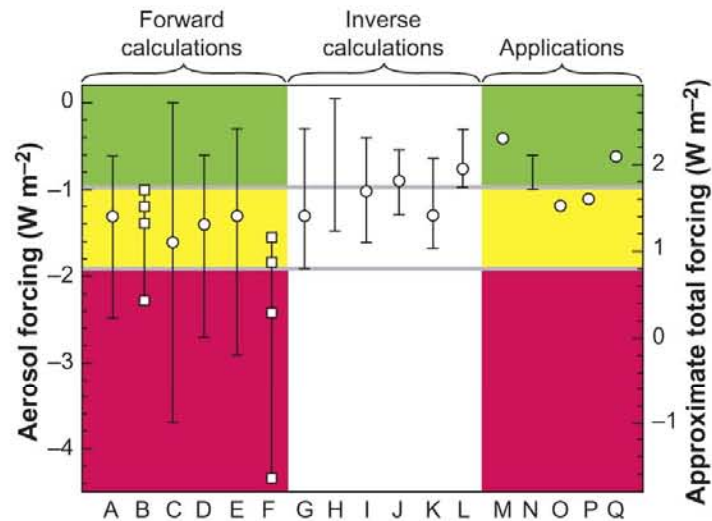 Forward
calculations
Inverse
calculations
Applications
Aerosol forcing (W m⁻²)
0
–1
–2
–3
–4
2
1
0
–1
Approximate total forcing (W m⁻²)
A B C D E F G H I J K L M N O P Q